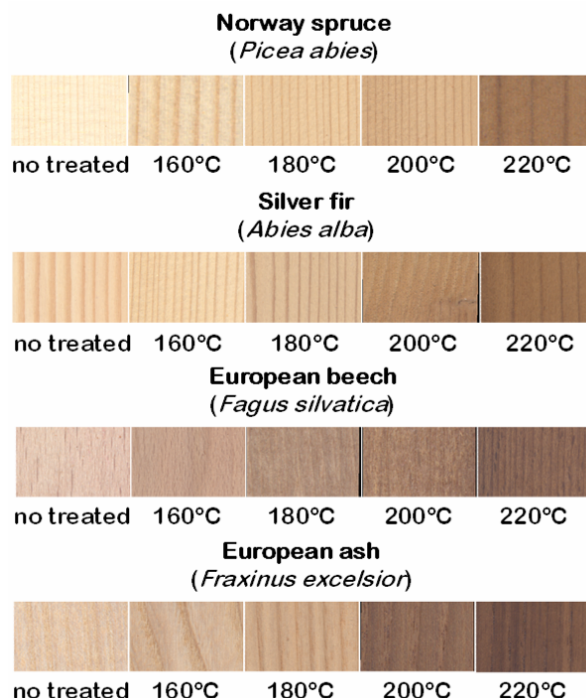 Norway spruce
(Picea abies)
no treated 160°C 180°C 200°C 220°C
Silver fir
(Abies alba)
no treated 160°C 180°C 200°C 220°C
European beech
(Fagus silvatica)
no treated 160°C 180°C 200°C 220°C
European ash
(Fraxinus excelsior)
no treated 160°C 180°C 200°C 220°C